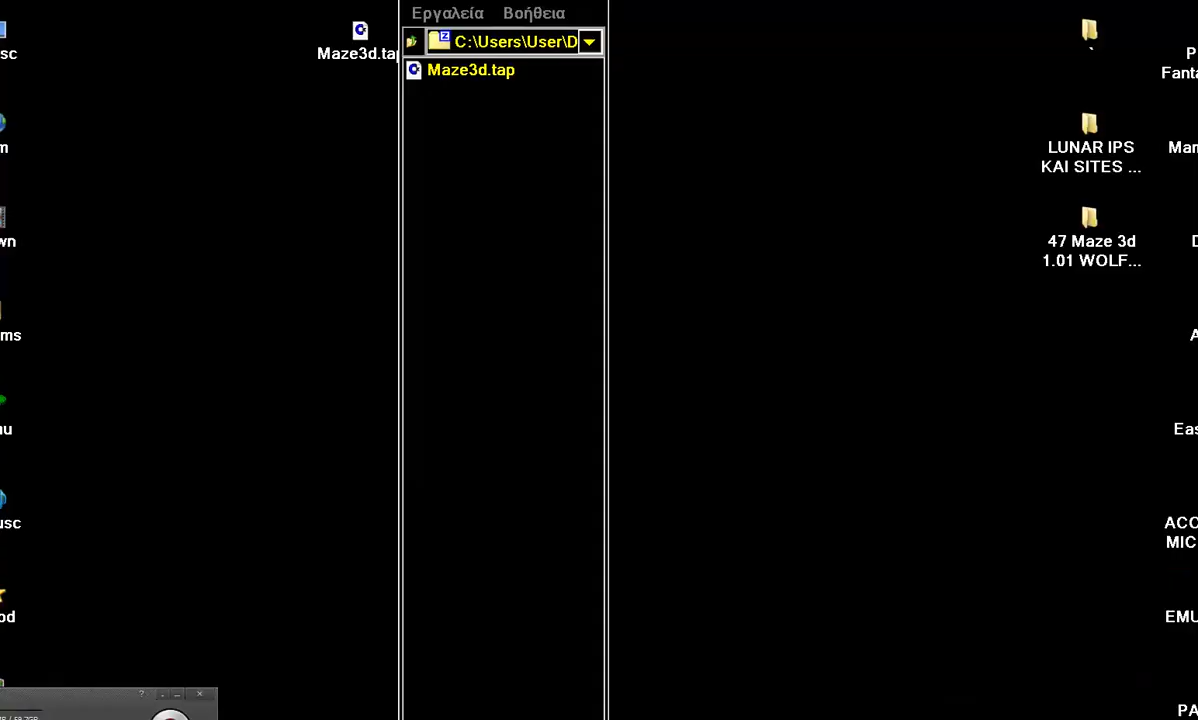 Εργαλεία Βοήθεια
C:\Users\User\D
Maze3d.tap
Maze3d.tap
sc
m
wn
ms
nu
usc
od
`
LUNAR IPS
KAI SITES ...
47 Maze 3d
1.01 WOLF...
P
Fanta
Mam
D
A
Eas
ACC
MIC
EMU
PA